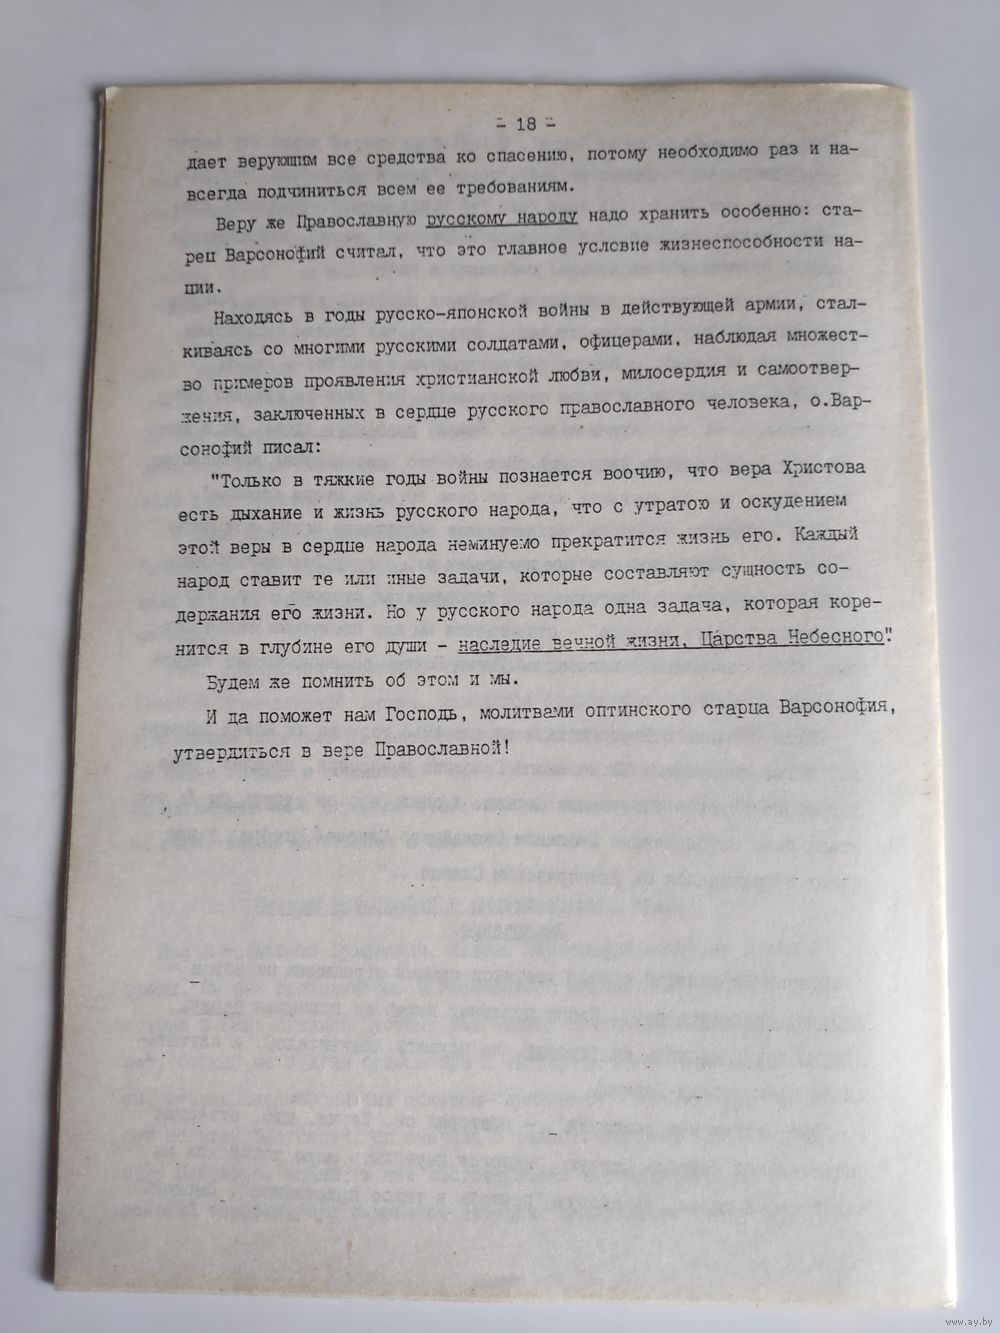 - 18 -
дает верующим все средства ко спасению, потому необходимо раз и на-
всегда подчиниться всем ее требованиям.
Веру же Православную русскому народу надо хранить особенно: ста-
рец Варсонофий считал, что это главное условие жизнеспособности на-
ции.
Находясь в годы русско-японской войны в действующей армии, стал-
киваясь со многими русскими солдатами, офицерами, наблюдая множест-
во примеров проявления христианской любви, милосердия и самоотвер-
жения, заключенных в сердце русского православного человека, о.Вар-
сонофий писал:
"Только в тяжкие годы войны познается воочию, что вера Христова
есть дыхание и жизнь русского народа, что с утратою и оскудением
этой веры в сердце народа неминуемо прекратится жизнь его. Каждый
народ ставит те или иные задачи, которые составляют сущность со-
держания его жизни. Но у русского народа одна задача, которая коре-
нится в глубине его души - наследие вечной жизни, Царства Небесного".
Будем же помнить об этом и мы.
И да поможет нам Господь, молитвами оптинского старца Варсонофия,
утвердиться в вере Православной!
www.ay.by